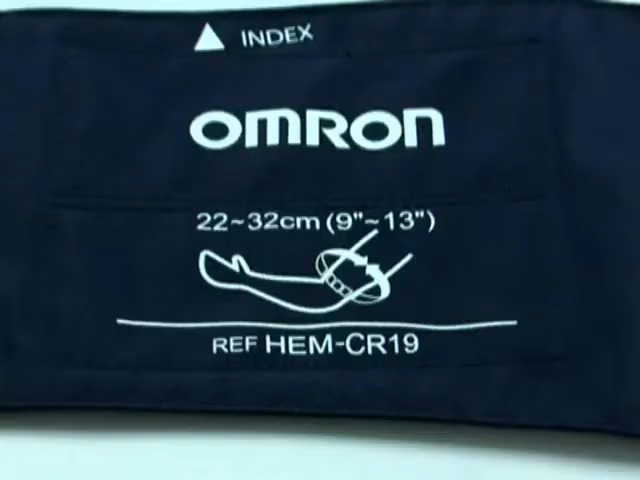 INDEX
OMRON
22~32cm (9"~13")
REF HEM-CR19